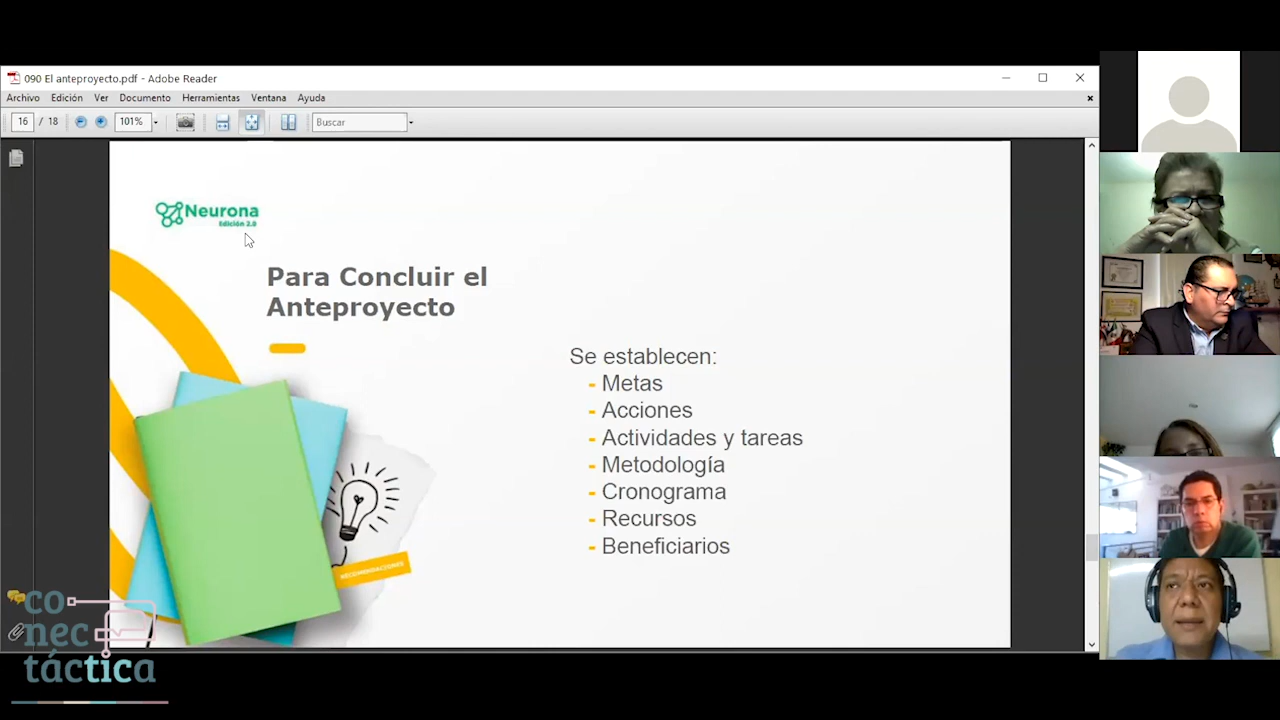 090 El anteproyecto.pdf - Adobe Reader
Archivo Edición Ver Documento Herramientas Ventana Ayuda
16 / 18 101% Buscar
Neurona
Edición 2.0
Para Concluir el
Anteproyecto
Se establecen:
- Metas
- Acciones
- Actividades y tareas
- Metodología
- Cronograma
- Recursos
- Beneficiarios
RECOMENDACIONES
co
nec
táctica